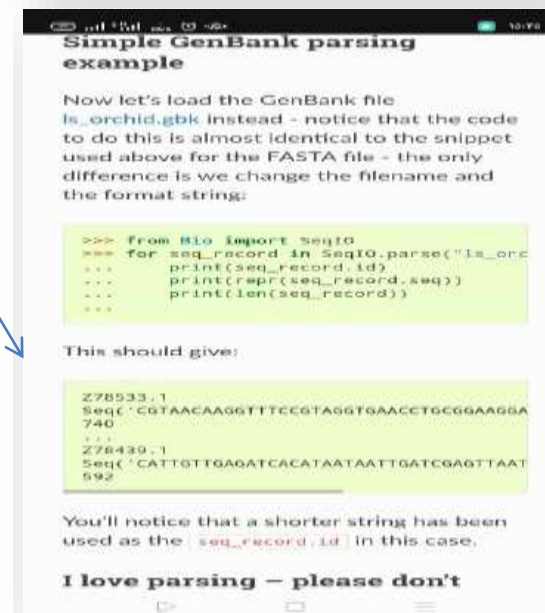 Simple GenBank parsing
example
Now let's load the GenBank file
ls_orchid.gbk instead - notice that the code
to do this is almost identical to the snippet
used above for the FASTA file - the only
difference is we change the filename and
the format string:
>>> from Bio import SeqIO
>>> for seq_record in SeqIO.parse("ls_orc
...     print(seq_record.id)
...     print(repr(seq_record.seq))
...     print(len(seq_record))
...
This should give:
Z78533.1
Seq('CGTAACAAGGTTTCCGTAGGTGAACCTGCGGAAGGA
740
...
Z78439.1
Seq('CATTGTTGAGATCACATAATAATTGATCGAGTTAAT
592
You'll notice that a shorter string has been
used as the seq_record.id in this case.
I love parsing – please don't